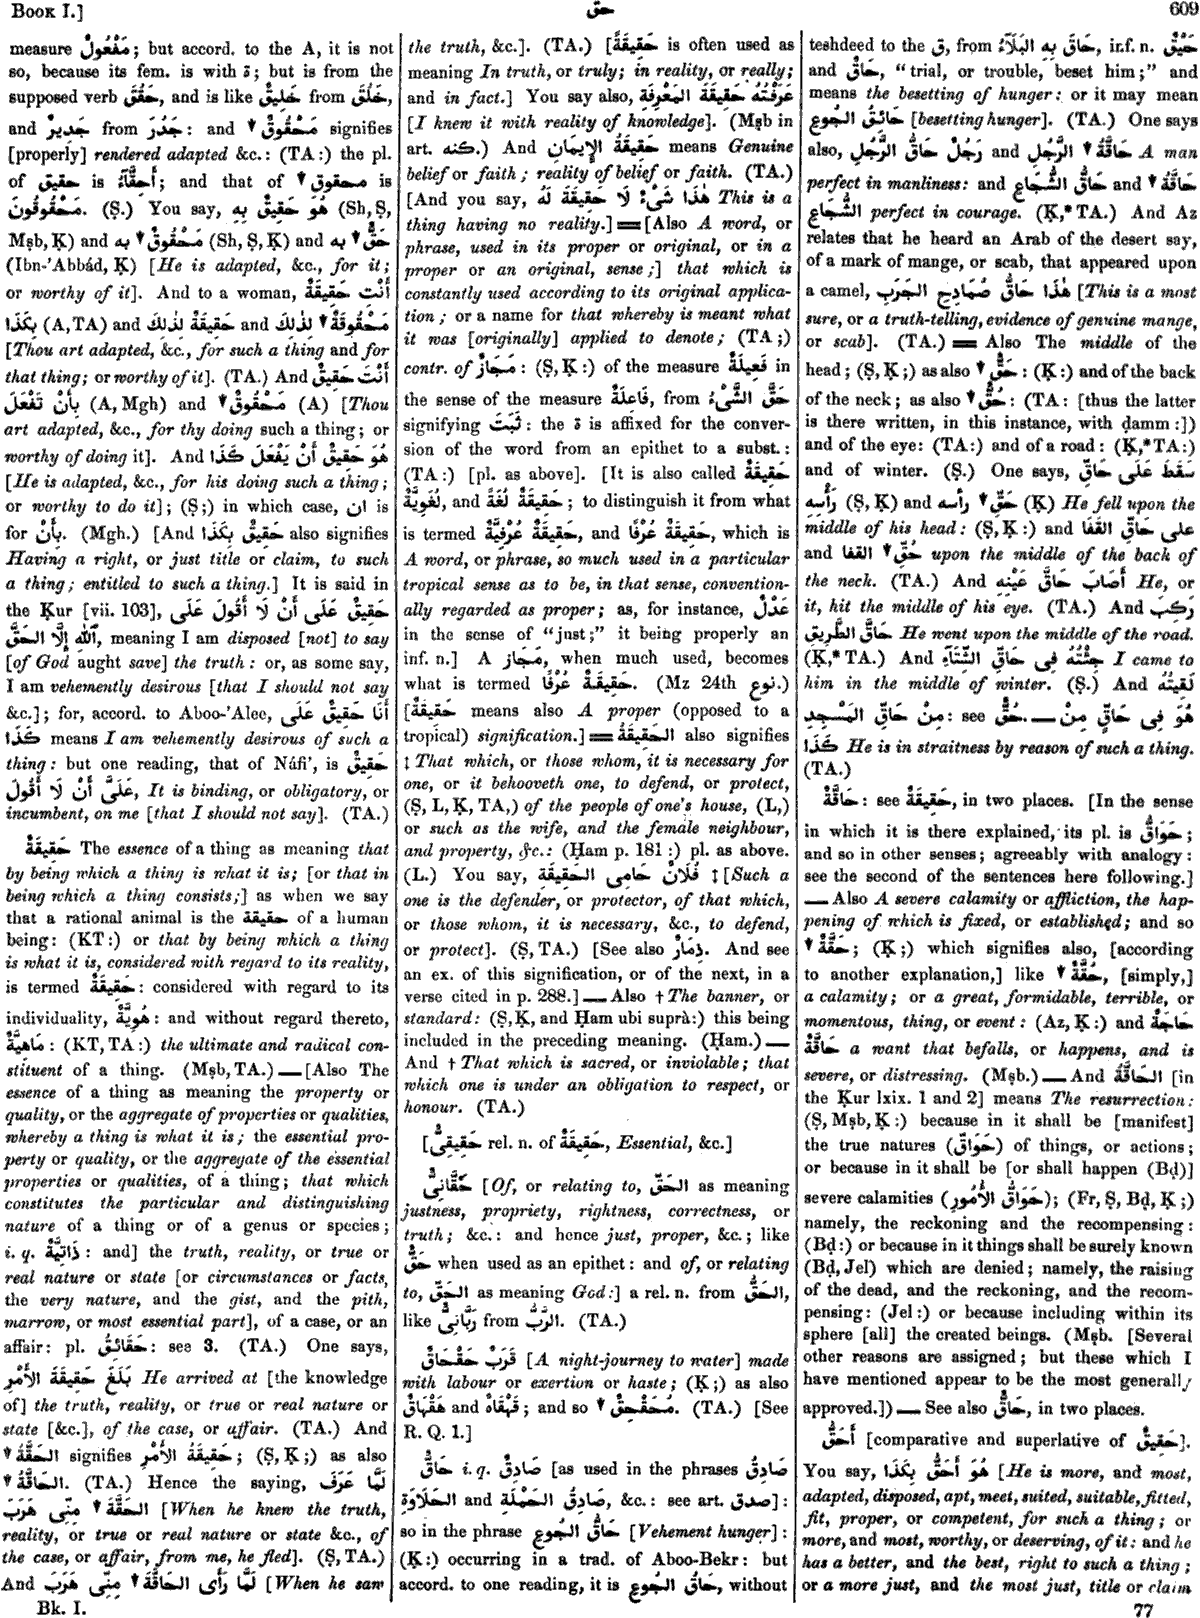 Book I.]
حق
609
measure مَفْعُولٌ; but accord. to the A, it is not
so, because its fem. is with ة; but is from the
supposed verb حَقُقَ, and is like خَلِيقٌ from خَلُقَ,
and جَدِيرٌ from جَدُرَ: and ▼ مَحْقُوقٌ signifies
[properly] rendered adapted &c.: (TA:) the pl.
of حقيق is أَحِقَّآءُ; and that of ▼ محقوق is
مَحْقُوقُونَ. (Ṣ.) You say, هُوَ حَقِيقٌ بِهِ (Sh, Ṣ,
Mṣb, Ḳ) and ▼ مَحْقُوقٌ به (Sh, Ṣ, Ḳ) and ▼ حَقٌّ به
(Ibn-'Abbád, Ḳ) [He is adapted, &c., for it;
or worthy of it]. And to a woman, أَنْتِ حَقِيقَةٌ
بِكَذَا (A, TA) and حَقِيقَةٌ لِذٰلِكَ and ▼ مَحْقُوقَةٌ لِذٰلِكَ
[Thou art adapted, &c., for such a thing and for
that thing; or worthy of it]. (TA.) And أَنْتَ حَقِيقٌ
بِأَنْ تَفْعَلَ (A, Mgh) and ▼ مَحْقُوقٌ (A) [Thou
art adapted, &c., for thy doing such a thing; or
worthy of doing it]. And هُوَ حَقِيقٌ أَنْ يَفْعَلَ كَذَا
[He is adapted, &c., for his doing such a thing;
or worthy to do it]; (Ṣ;) in which case, ان is
for بِأَنْ. (Mgh.) [And حَقِيقٌ بِكَذَا also signifies
Having a right, or just title or claim, to such
a thing; entitled to such a thing.] It is said in
the Ḳur [vii. 103], حَقِيقٌ عَلَى أَنْ لَا أَقُولَ عَلَى
ٱللّٰهِ إِلَّا الحَقَّ, meaning I am disposed [not] to say
[of God aught save] the truth: or, as some say,
I am vehemently desirous [that I should not say
&c.]; for, accord. to Aboo-'Alee, أَنَا حَقِيقٌ عَلَى
كَذَا means I am vehemently desirous of such a
thing: but one reading, that of Náfi', is حَقِيقٌ
عَلَىَّ أَنْ لَا أَقُولَ, It is binding, or obligatory, or
incumbent, on me [that I should not say]. (TA.)
حَقِيقَةٌ The essence of a thing as meaning that
by being which a thing is what it is; [or that in
being which a thing consists;] as when we say
that a rational animal is the حقيقة of a human
being: (KT:) or that by being which a thing
is what it is, considered with regard to its reality,
is termed حَقِيقَةٌ: considered with regard to its
individuality, هُوِيَّةٌ: and without regard thereto,
مَاهِيَّةٌ: (KT, TA:) the ultimate and radical con-
stituent of a thing. (Mṣb, TA.) — [Also The
essence of a thing as meaning the property or
quality, or the aggregate of properties or qualities,
whereby a thing is what it is; the essential pro-
perty or quality, or the aggregate of the essential
properties or qualities, of a thing; that which
constitutes the particular and distinguishing
nature of a thing or of a genus or species;
i. q. ذَاتِيَّةٌ: and] the truth, reality, or true or
real nature or state [or circumstances or facts,
the very nature, and the gist, and the pith,
marrow, or most essential part], of a case, or an
affair: pl. حَقَائِقُ: see 3. (TA.) One says,
بَلَغَ حَقِيقَةَ الأَمْرِ He arrived at [the knowledge
of] the truth, reality, or true or real nature or
state [&c.], of the case, or affair. (TA.) And
▼ الحَقَّةُ signifies حَقِيقَةُ الأَمْرِ; (Ṣ, Ḳ;) as also
▼ الحَاقَّةُ. (TA.) Hence the saying, لَمَّا عَرَفَ
▼ الحَقَّةَ مِنِّى هَرَبَ [When he knew the truth,
reality, or true or real nature or state &c., of
the case, or affair, from me, he fled]. (Ṣ, TA.)
And لَمَّا رَأَى الحَاقَّةَ ▼ مِنِّى هَرَبَ [When he saw
the truth, &c.]. (TA.) [حَقِيقَةً is often used as
meaning In truth, or truly; in reality, or really;
and in fact.] You say also, عَرَفْتُهُ حَقِيقَةَ المَعْرِفَةِ
[I knew it with reality of knowledge]. (Mṣb in
art. كنه.) And حَقِيقَةُ الإِيمَانِ means Genuine
belief or faith; reality of belief or faith. (TA.)
[And you say, هٰذَا شَىْءٌ لَا حَقِيقَةَ لَهُ This is a
thing having no reality.] ═ [Also A word, or
phrase, used in its proper or original, or in a
proper or an original, sense;] that which is
constantly used according to its original applica-
tion; or a name for that whereby is meant what
it was [originally] applied to denote; (TA;)
contr. of مَجَازٌ: (Ṣ, Ḳ:) of the measure فَعِيلَةٌ in
the sense of the measure فَاعِلَةٌ, from حَقَّ الشَّىْءُ
signifying ثَبَتَ: the ة is affixed for the conver-
sion of the word from an epithet to a subst.:
(TA:) [pl. as above]. [It is also called حَقِيقَةٌ
لُغَوِيَّةٌ, and حَقِيقَةٌ لُغَةً; to distinguish it from what
is termed حَقِيقَةٌ عُرْفِيَّةٌ, and حَقِيقَةٌ عُرْفًا, which is
A word, or phrase, so much used in a particular
tropical sense as to be, in that sense, convention-
ally regarded as proper; as, for instance, عَدْلٌ
in the sense of "just;" it being properly an
inf. n.] A مَجَاز, when much used, becomes
what is termed حَقِيقَةٌ عُرْفًا. (Mz 24th نوع.)
[حَقِيقَةٌ means also A proper (opposed to a
tropical) signification.] ═ الحَقِيقَةُ also signifies
‡ That which, or those whom, it is necessary for
one, or it behooveth one, to defend, or protect,
(Ṣ, L, Ḳ, TA,) of the people of one's house, (L,)
or such as the wife, and the female neighbour,
and property, &c.: (Ḥam p. 181:) pl. as above.
(L.) You say, فُلَانٌ حَامِى الحَقِيقَةِ ‡ [Such a
one is the defender, or protector, of that which,
or those whom, it is necessary, &c., to defend,
or protect]. (Ṣ, TA.) [See also ذِمَارٌ. And see
an ex. of this signification, or of the next, in a
verse cited in p. 288.] — Also † The banner, or
standard: (Ṣ, Ḳ, and Ḥam ubi suprà:) this being
included in the preceding meaning. (Ḥam.) —
And † That which is sacred, or inviolable; that
which one is under an obligation to respect, or
honour. (TA.)
[حَقِيقِىٌّ rel. n. of حَقِيقَةٌ, Essential, &c.]
حَقَّانِىٌّ [Of, or relating to, الحَقّ as meaning
justness, propriety, rightness, correctness, or
truth; &c.: and hence just, proper, &c.; like
حَقٌّ when used as an epithet: and of, or relating
to, الحَقّ as meaning God:] a rel. n. from الحَقُّ,
like رَبَّانِىٌّ from الرَّبُّ. (TA.)
قَرَبٌ حَقْحَاقٌ [A night-journey to water] made
with labour or exertion or haste; (Ḳ;) as also
هَقْهَاقٌ and قَهْقَاهٌ; and so ▼ مُحَقْحِقٌ. (TA.) [See
R. Q. 1.]
حَاقٌّ i. q. صَادِقٌ [as used in the phrases صَادِقُ
الحَلَاوَةِ and صَادِقُ الحَمْلَةِ, &c.: see art. صدق]:
so in the phrase حَاقُّ الجُوعِ [Vehement hunger]:
(Ḳ:) occurring in a trad. of Aboo-Bekr: but
accord. to one reading, it is حَاقُ الجُوعِ, without
teshdeed to the ق, from حَاقَ بِهِ البَلَآءُ, inf. n. حَيْقٌ
and حَاقٌ, "trial, or trouble, beset him;" and
means the besetting of hunger: or it may mean
حَائِقُ الجُوعِ [besetting hunger]. (TA.) One says
also, رَجُلٌ حَاقُّ الرَّجُلِ and ▼ حَاقَّةُ الرَّجُلِ A man
perfect in manliness: and حَاقُّ الشُّجَاعِ and ▼ حَاقَّةُ
الشُّجَاعِ perfect in courage. (Ḳ,* TA.) And Az
relates that he heard an Arab of the desert say,
of a mark of mange, or scab, that appeared upon
a camel, هٰذَا حَاقُّ صُمَادِحِ الجَرَبِ [This is a most
sure, or a truth-telling, evidence of genuine mange,
or scab]. (TA.) ═ Also The middle of the
head; (Ṣ, Ḳ;) as also ▼ حَقٌّ: (Ḳ:) and of the back
of the neck; as also ▼ حُقٌّ: (TA: [thus the latter
is there written, in this instance, with ḍamm:])
and of the eye: (TA:) and of a road: (Ḳ,* TA:)
and of winter. (Ṣ.) One says, سَقَطَ عَلَى حَاقِّ
رَأْسِهِ (Ṣ, Ḳ) and ▼ حَقِّ رأسه (Ḳ) He fell upon the
middle of his head: (Ṣ, Ḳ:) and على حَاقِّ القَفَا
and ▼ حُقِّ القفا upon the middle of the back of
the neck. (TA.) And أَصَابَ حَاقَّ عَيْنِهِ He, or
it, hit the middle of his eye. (TA.) And رَكِبَ
حَاقَّ الطَّرِيقِ He went upon the middle of the road.
(Ḳ,* TA.) And جِئْتُهُ فِى حَاقِّ الشِّتَآءِ I came to
him in the middle of winter. (Ṣ.) And لَقِيتُهُ
مِنْ حَاقِّ المَسْجِدِ: see حُقٌّ. — هُوَ فِى حَاقٍّ مِنْ
كَذَا He is in straitness by reason of such a thing.
(TA.)
حَاقَّةٌ: see حَقِيقَةٌ, in two places. [In the sense
in which it is there explained, its pl. is حَوَاقُّ;
and so in other senses; agreeably with analogy:
see the second of the sentences here following.]
— Also A severe calamity or affliction, the hap-
pening of which is fixed, or established; and so
▼ حَقَّةٌ; (Ḳ;) which signifies also, [according
to another explanation,] like ▼ حُقَّةٌ, [simply,]
a calamity; or a great, formidable, terrible, or
momentous, thing, or event: (Az, Ḳ:) and حَاجَةٌ
حَاقَّةٌ a want that befalls, or happens, and is
severe, or distressing. (Mṣb.) — And الحَاقَّةُ [in
the Ḳur lxix. 1 and 2] means The resurrection:
(Ṣ, Mṣb, Ḳ:) because in it shall be [manifest]
the true natures (حَوَاقّ) of things, or actions;
or because in it shall be [or shall happen (Bḍ)]
severe calamities (حَوَاقُّ الأُمُورِ); (Fr, Ṣ, Bḍ, Ḳ;)
namely, the reckoning and the recompensing:
(Bḍ:) or because in it things shall be surely known
(Bḍ, Jel) which are denied; namely, the raising
of the dead, and the reckoning, and the recom-
pensing: (Jel:) or because including within its
sphere [all] the created beings. (Mṣb. [Several
other reasons are assigned; but these which I
have mentioned appear to be the most generally
approved.]) — See also حَاقٌّ, in two places.
أَحَقُّ [comparative and superlative of حَقِيقٌ].
You say, هُوَ أَحَقُّ بِكَذَا [He is more, and most,
adapted, disposed, apt, meet, suited, suitable, fitted,
fit, proper, or competent, for such a thing; or
more, and most, worthy, or deserving, of it: and he
has a better, and the best, right to such a thing;
or a more just, and the most just, title or claim
Bk. I.
77